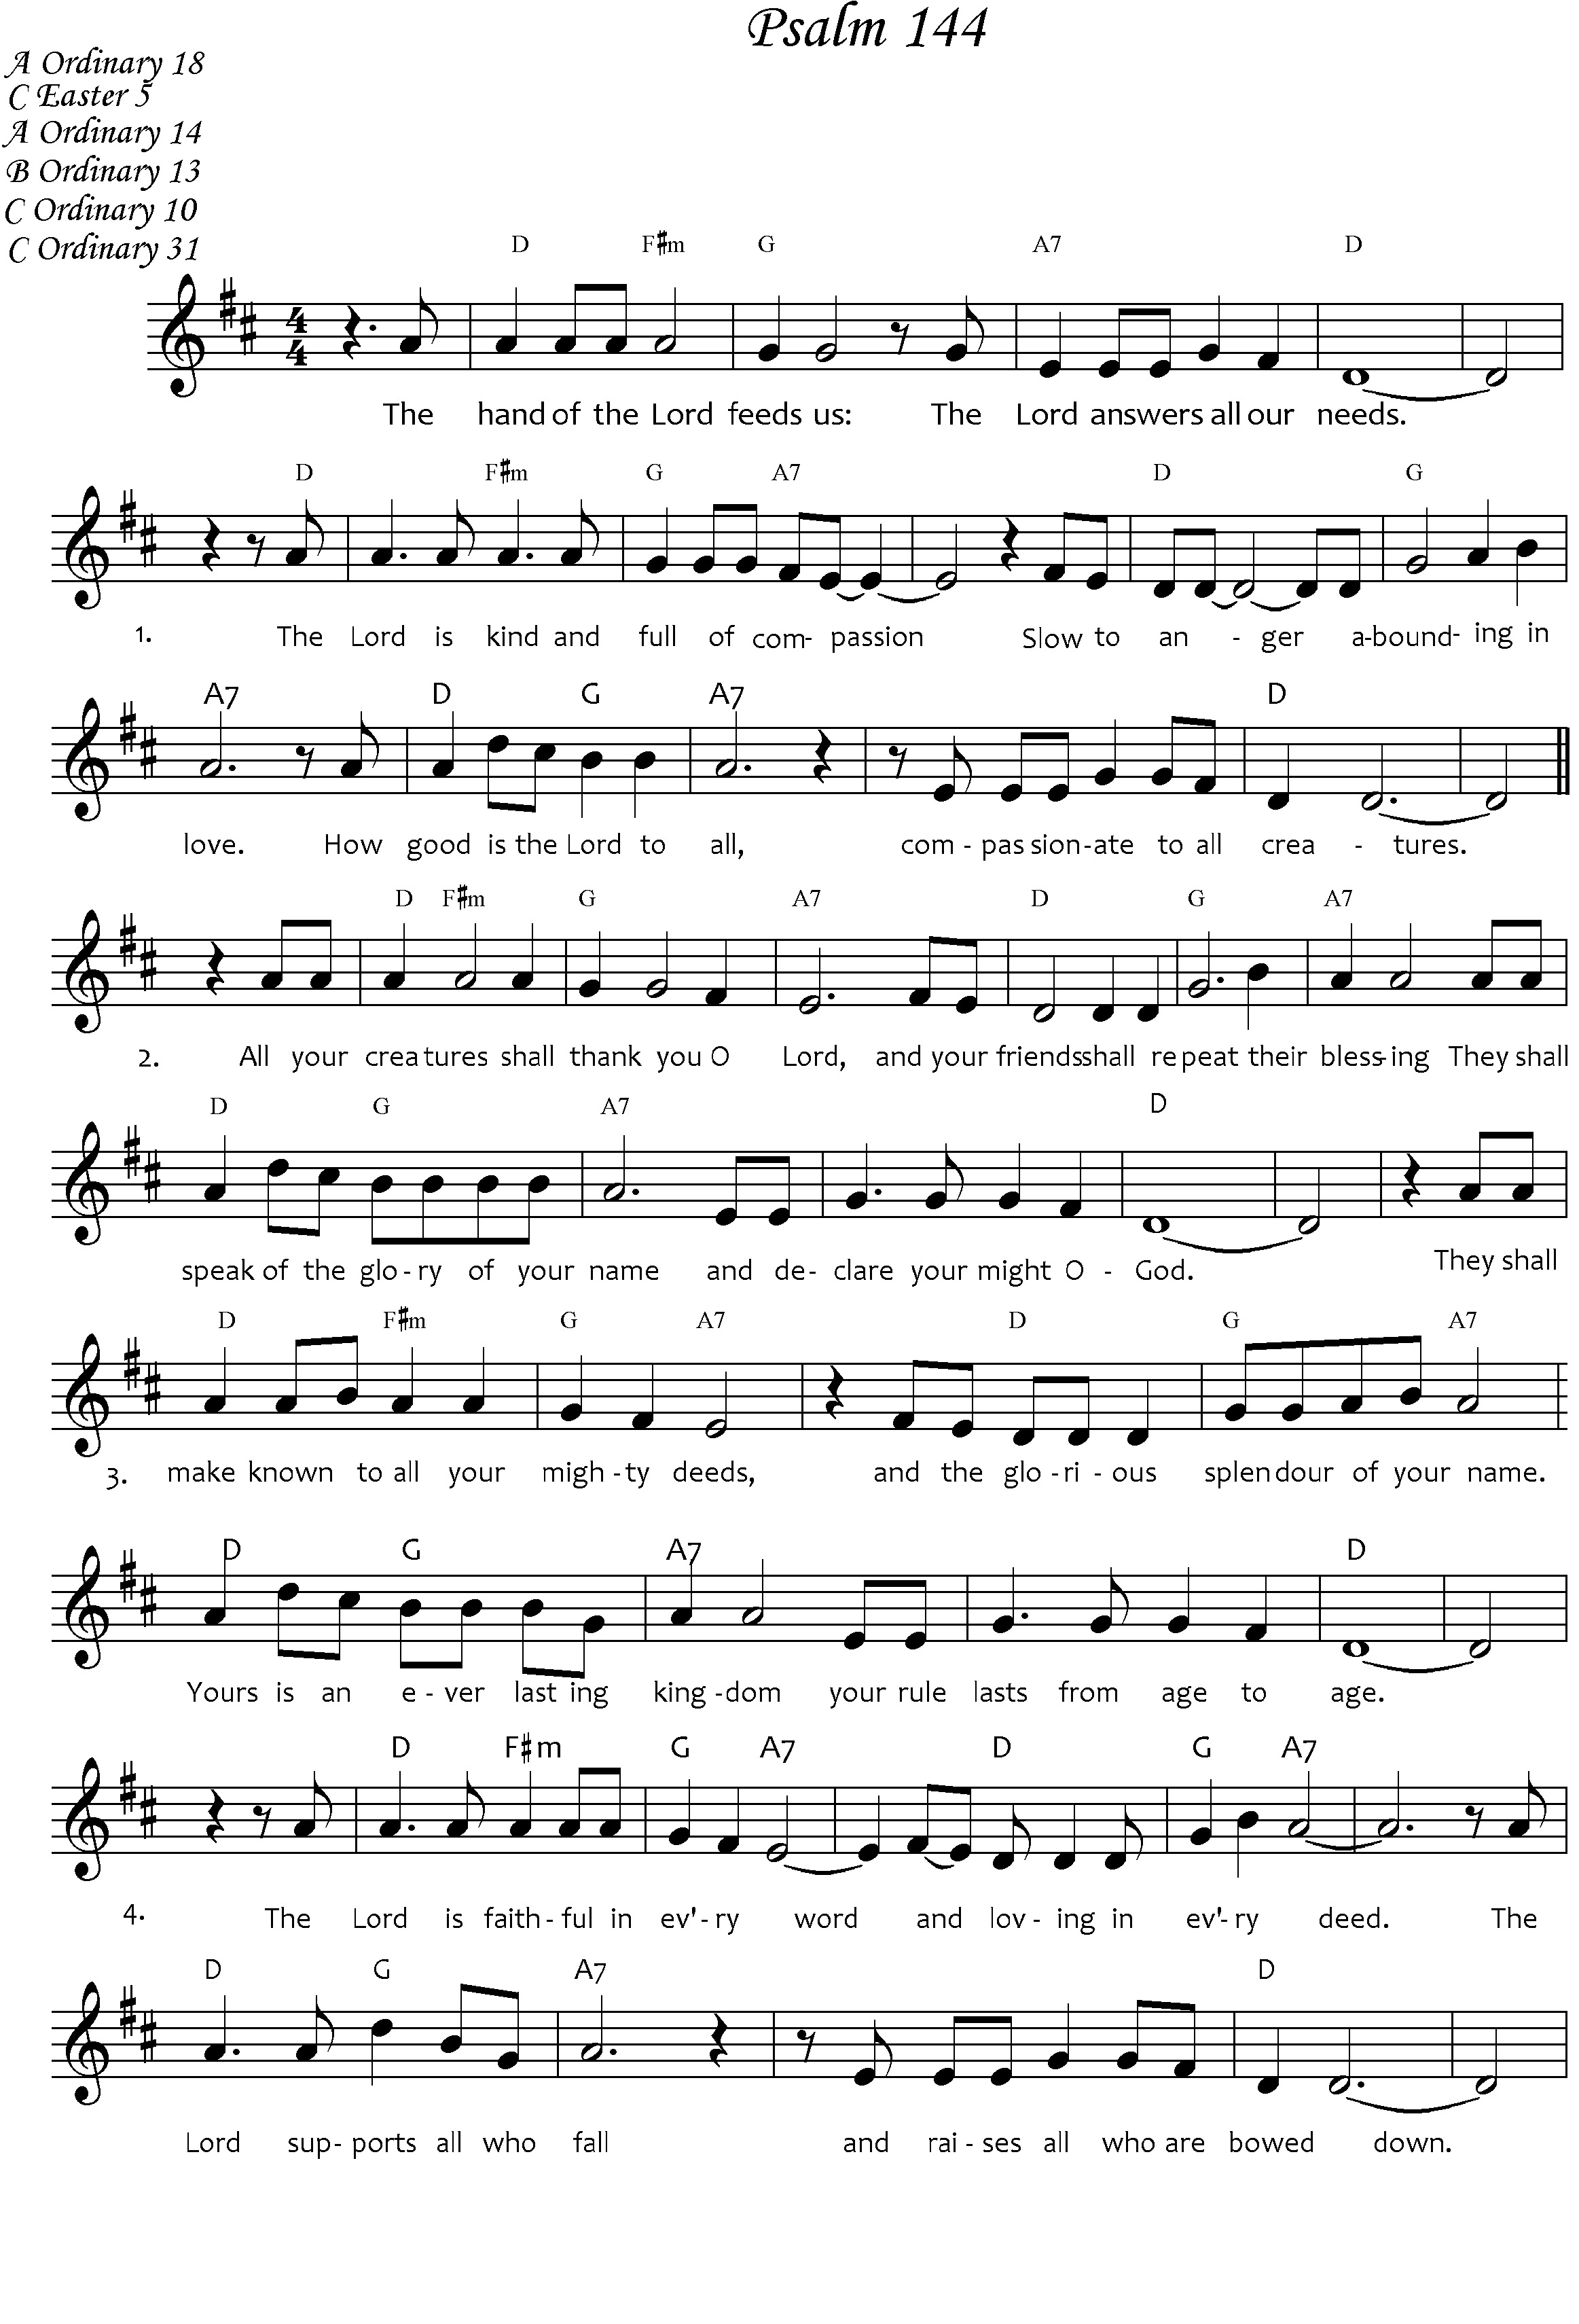 Psalm 144
A Ordinary 18
C Easter 5
A Ordinary 14
B Ordinary 13
C Ordinary 10
C Ordinary 31
D F#m G A7 D
4
4
The hand of the Lord feeds us: The Lord answers all our needs.
D F#m G A7 D G
1. The Lord is kind and full of com- passion Slow to an - ger a-bound- ing in
A7 D G A7 D
love. How good is the Lord to all, com - pas sion-ate to all crea - tures.
D F#m G A7 D G A7
2. All your crea tures shall thank you O Lord, and your friends shall re peat their bless-ing They shall
D G A7 D
speak of the glo - ry of your name and de- clare your might O - God. They shall
D F#m G A7 D G A7
3. make known to all your migh - ty deeds, and the glo - ri - ous splen dour of your name.
D G A7 D
Yours is an e - ver last ing king - dom your rule lasts from age to age.
D F#m G A7 D G A7
4. The Lord is faith - ful in ev'- ry word and lov - ing in ev'- ry deed. The
D G A7 D
Lord sup- ports all who fall and rai - ses all who are bowed down.